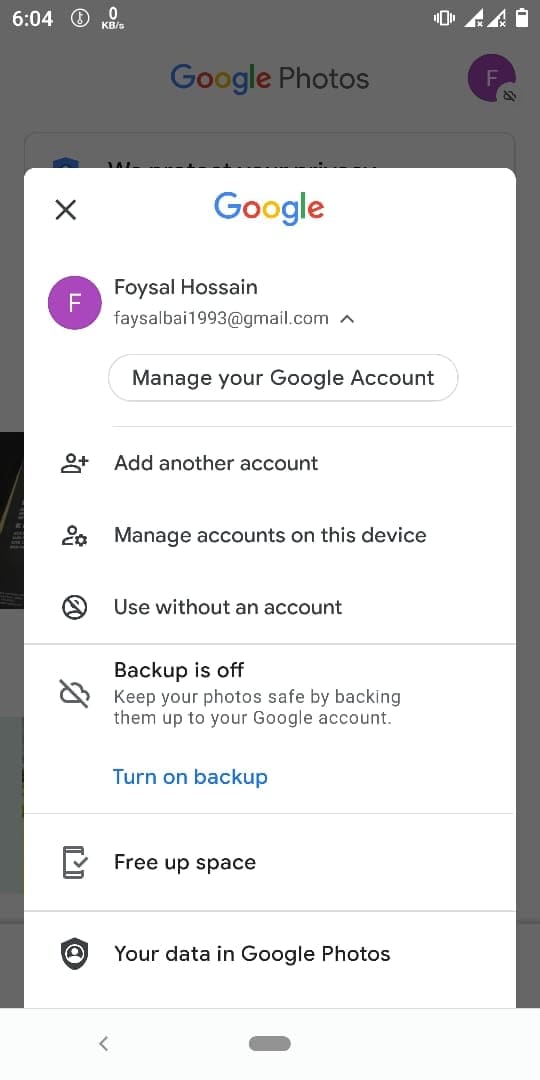 6:04 0 KB/s
Google Photos
F
We protect your privacy
Google
F
Foysal Hossain
faysalbai1993@gmail.com
Manage your Google Account
Add another account
Manage accounts on this device
Use without an account
Backup is off
Keep your photos safe by backing
them up to your Google account.
Turn on backup
Free up space
Your data in Google Photos